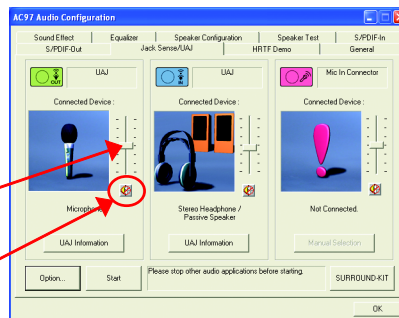 AC97 Audio Configuration
Sound Effect Equalizer Speaker Configuration Speaker Test S/PDIF-In
S/PDIF-Out Jack Sense/UAJ HRTF Demo General
OUT UAJ IN UAJ Mic In Connector
Connected Device : Connected Device : Connected Device :
Microphone Stereo Headphone / Not Connected.
Passive Speaker
UAJ Information UAJ Information Manual Selection
Option... Start Please stop other audio applications before starting. SURROUND-KIT
OK